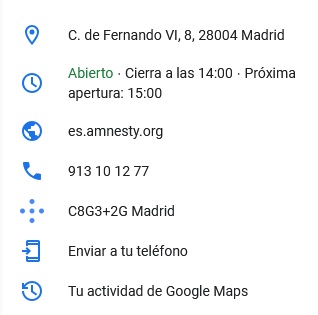 C. de Fernando VI, 8, 28004 Madrid
Abierto · Cierra a las 14:00 · Próxima
apertura: 15:00
es.amnesty.org
913 10 12 77
C8G3+2G Madrid
Enviar a tu teléfono
Tu actividad de Google Maps